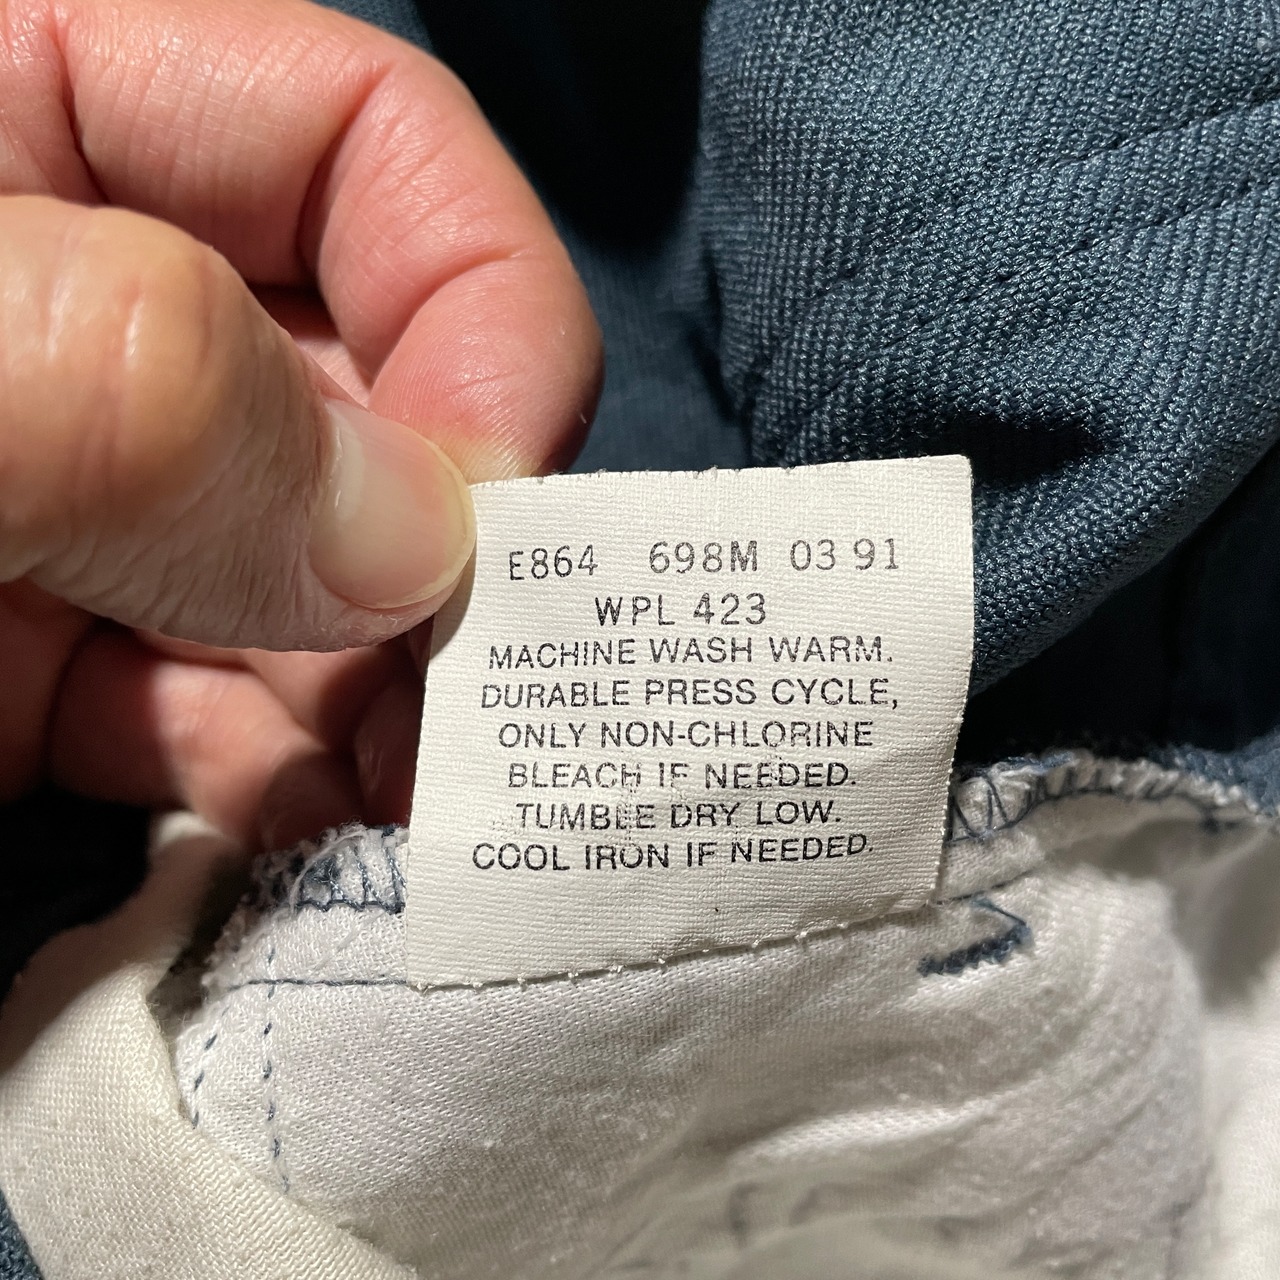 E864 698M 03 91
WPL 423
MACHINE WASH WARM.
DURABLE PRESS CYCLE,
ONLY NON-CHLORINE
BLEACH IF NEEDED.
TUMBLE DRY LOW.
COOL IRON IF NEEDED.